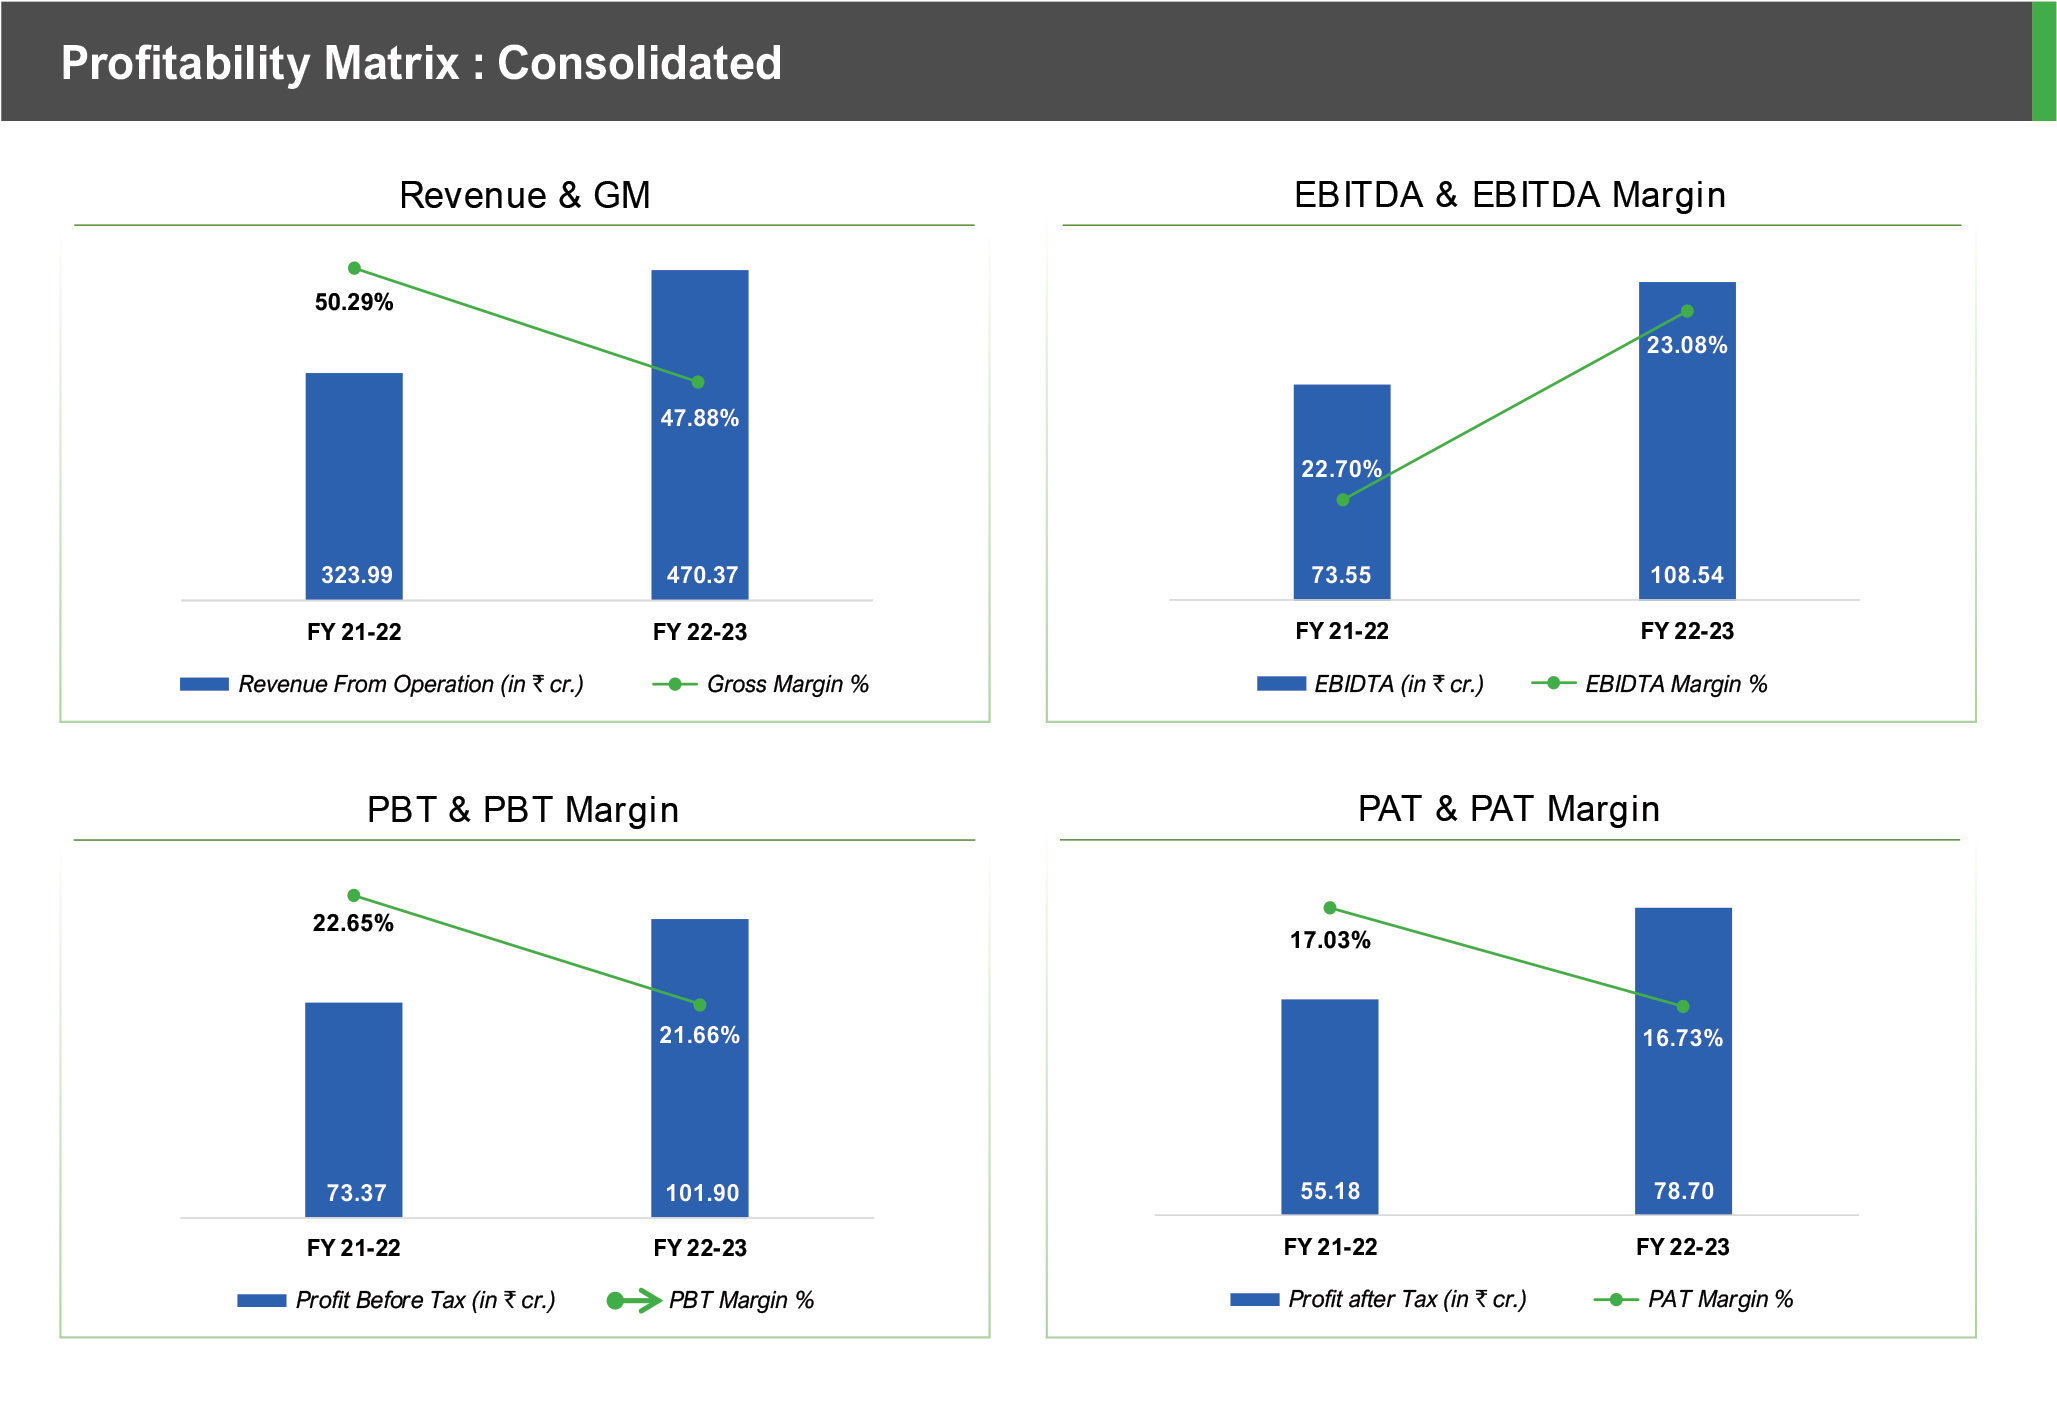 Profitability Matrix : Consolidated
Revenue & GM
50.29%
47.88%
323.99
470.37
FY 21-22
FY 22-23
Revenue From Operation (in ₹ cr.)
Gross Margin %
EBITDA & EBITDA Margin
23.08%
22.70%
73.55
108.54
FY 21-22
FY 22-23
EBIDTA (in ₹ cr.)
EBIDTA Margin %
PBT & PBT Margin
22.65%
21.66%
73.37
101.90
FY 21-22
FY 22-23
Profit Before Tax (in ₹ cr.)
PBT Margin %
PAT & PAT Margin
17.03%
16.73%
55.18
78.70
FY 21-22
FY 22-23
Profit after Tax (in ₹ cr.)
PAT Margin %